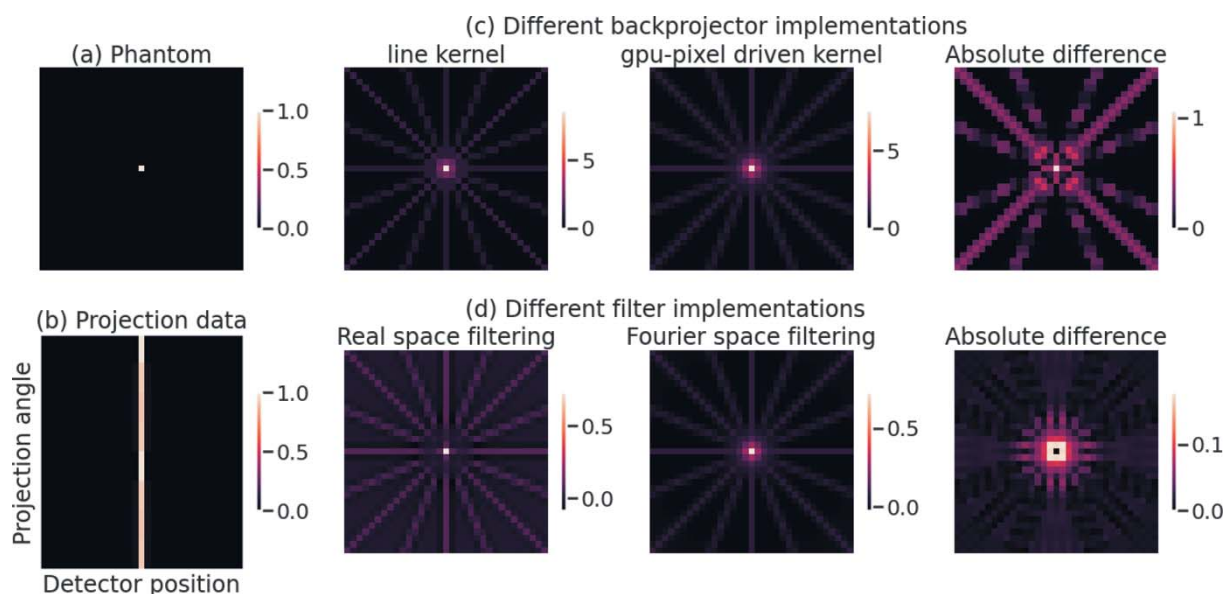 (c) Different backprojector implementations
(a) Phantom
line kernel
gpu-pixel driven kernel
Absolute difference
1.0
0.5
0.0
5
0
5
0
1
0
(d) Different filter implementations
(b) Projection data
Real space filtering
Fourier space filtering
Absolute difference
Projection angle
1.0
0.5
0.0
0.5
0.0
0.5
0.0
0.1
0.0
Detector position